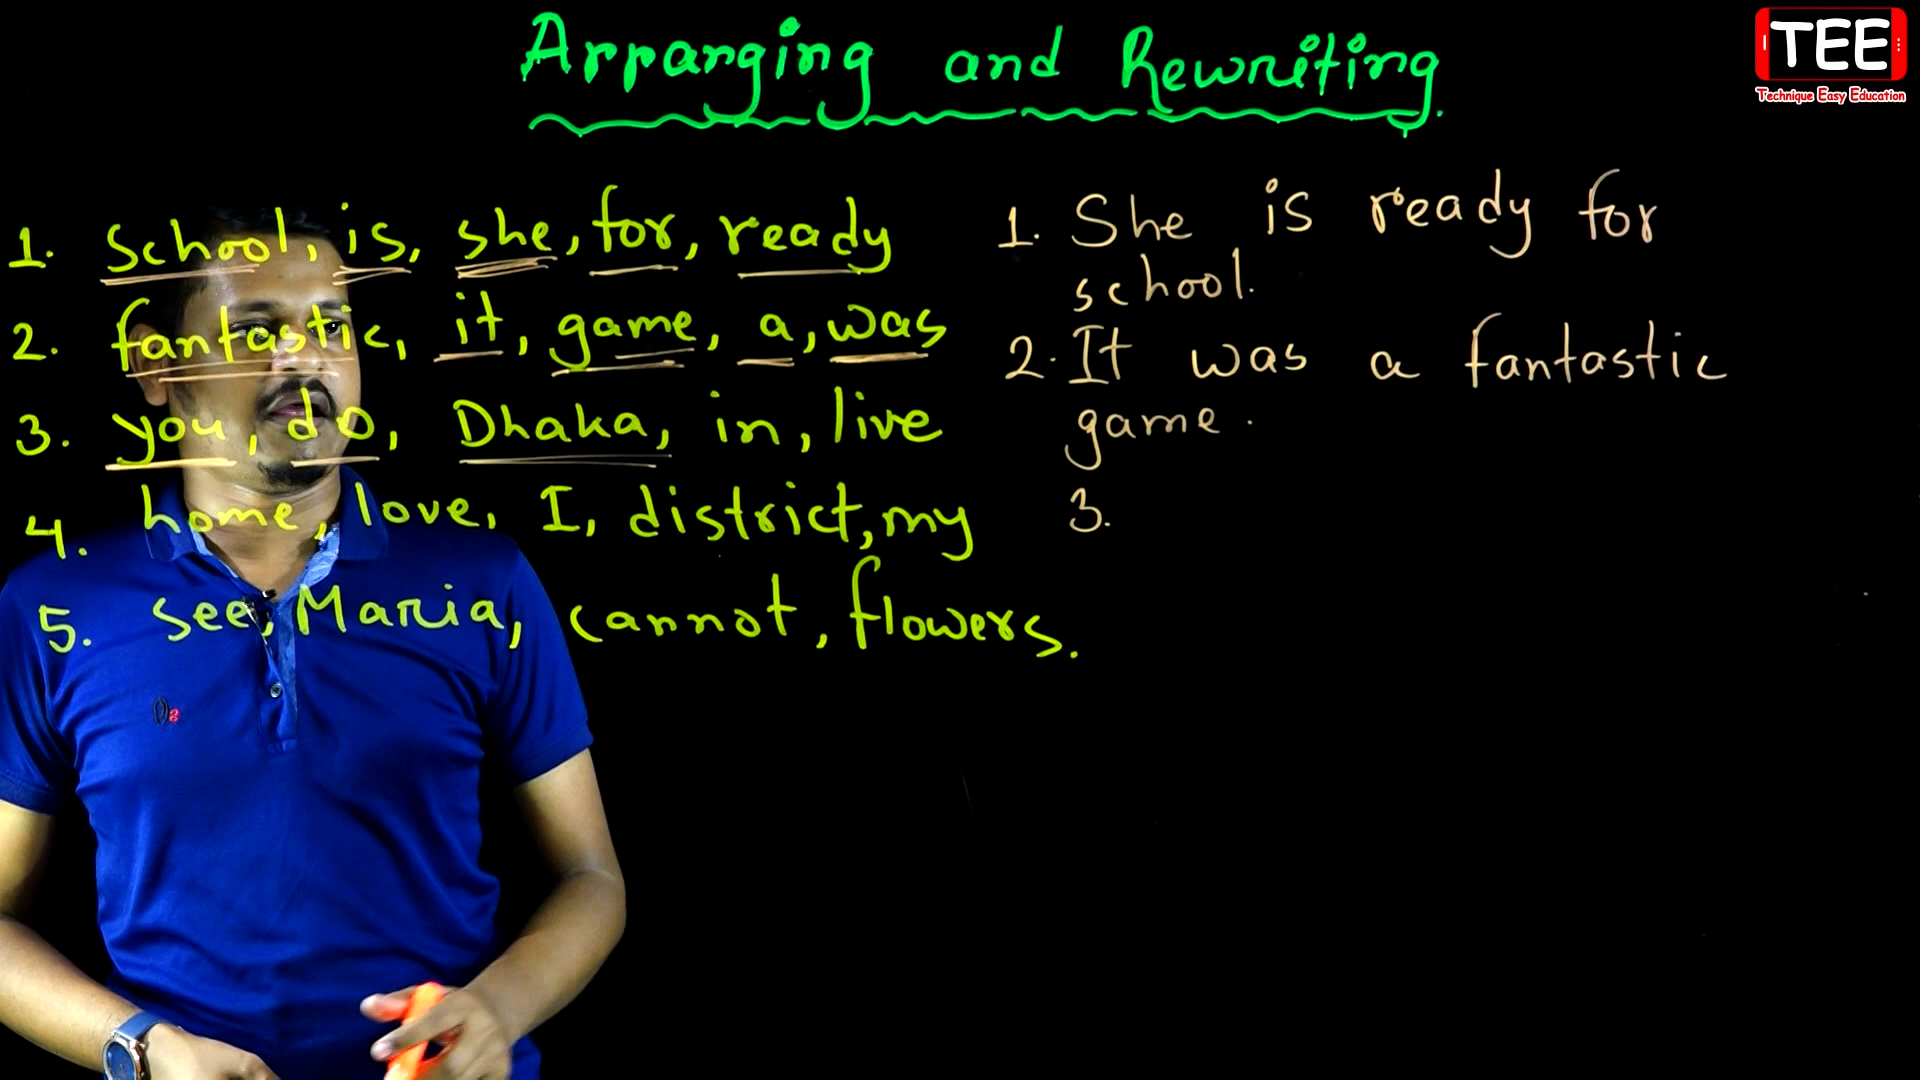 Arranging and Rewriting
TEE
Technique Easy Education
1. School, is, she, for, ready
2. fantastic, it, game, a, was
3. you, do, Dhaka, in, live
4. home, love, I, district, my
5. See, Maria, cannot, flowers.
1. She is ready for
school.
2. It was a fantastic
game.
3.